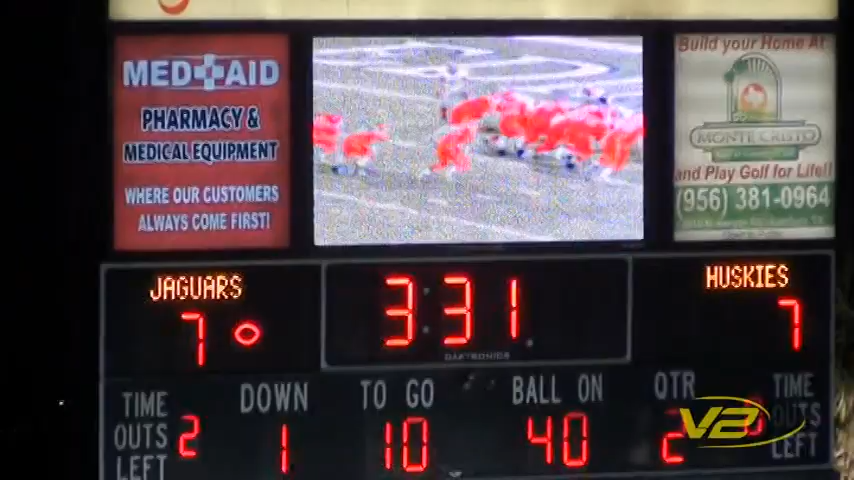 MED+AID
PHARMACY &
MEDICAL EQUIPMENT
WHERE OUR CUSTOMERS
ALWAYS COME FIRST!
Build your Home At
MONTE CRISTO
and Play Golf for Life!!
(956) 381-0964
JAGUARS
7
3:31
DAKTRONICS
HUSKIES
7
TIME OUTS LEFT 2
DOWN 1
TO GO 10
BALL ON 40
QTR 2
TIME OUTS LEFT
V2